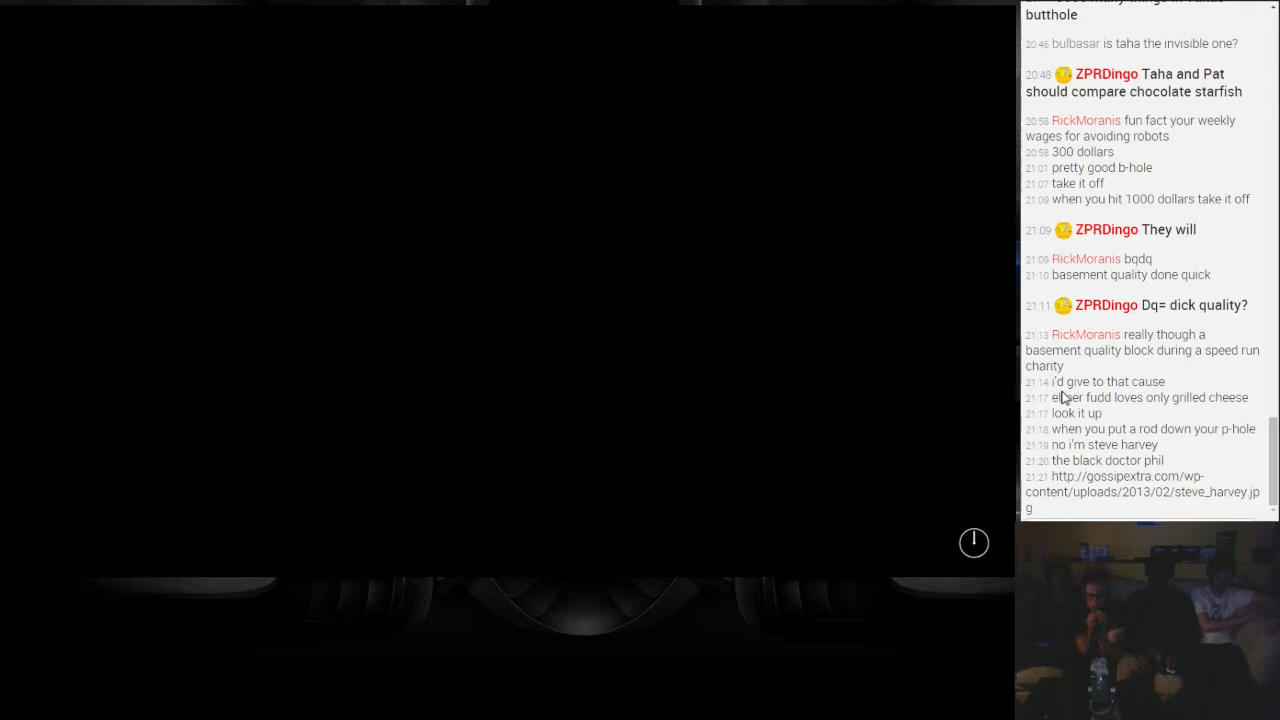 butthole
20:46 bulbasar is taha the invisible one?
20:48 ZPRDingo Taha and Pat
should compare chocolate starfish
20:58 RickMoranis fun fact your weekly
wages for avoiding robots
20:58 300 dollars
21:01 pretty good b-hole
21:07 take it off
21:09 when you hit 1000 dollars take it off
21:09 ZPRDingo They will
21:09 RickMoranis bqdq
21:10 basement quality done quick
21:11 ZPRDingo Dq= dick quality?
21:13 RickMoranis really though a
basement quality block during a speed run
charity
21:14 i'd give to that cause
21:17 fudd loves only grilled cheese
21:17 look it up
21:18 when you put a rod down your p-hole
21:19 no i'm steve harvey
21:20 the black doctor phil
21:21 http://gossipextra.com/wp-
content/uploads/2013/02/steve_harvey.jp
g